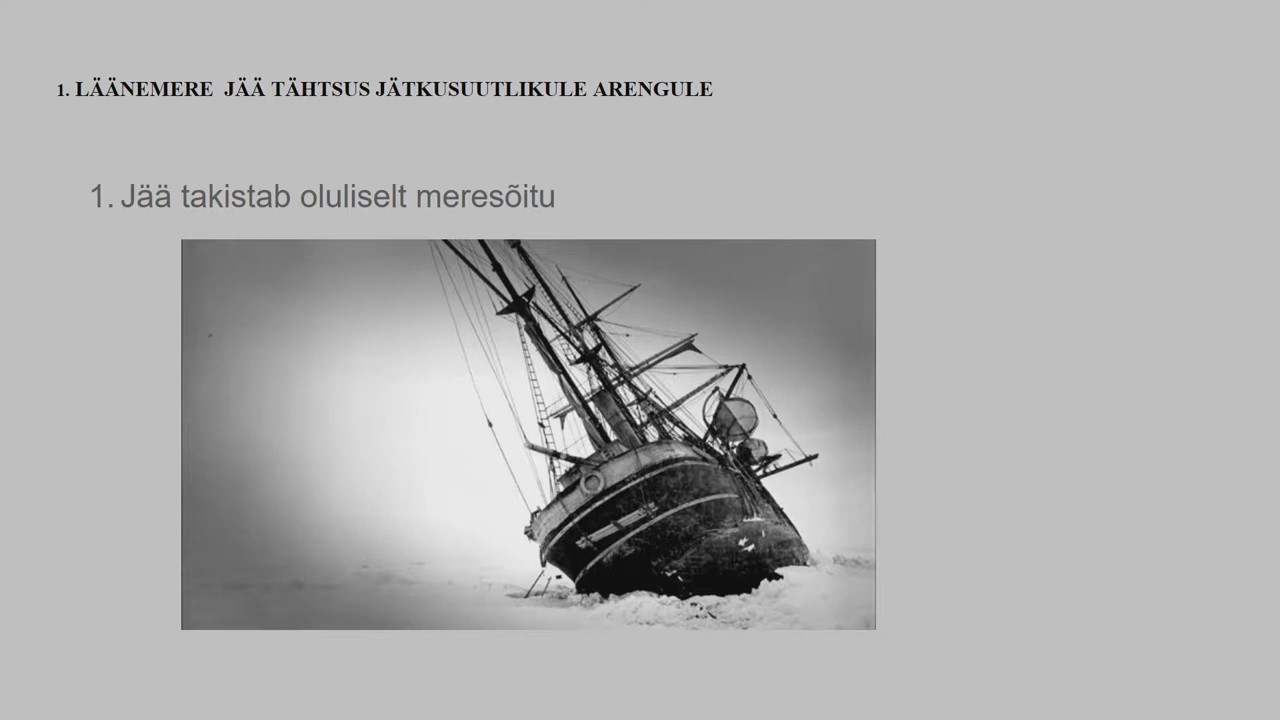 1. LÄÄNEMERE JÄÄ TÄHTSUS JÄTKUSUUTLIKULE ARENGULE
1. Jää takistab oluliselt meresõitu